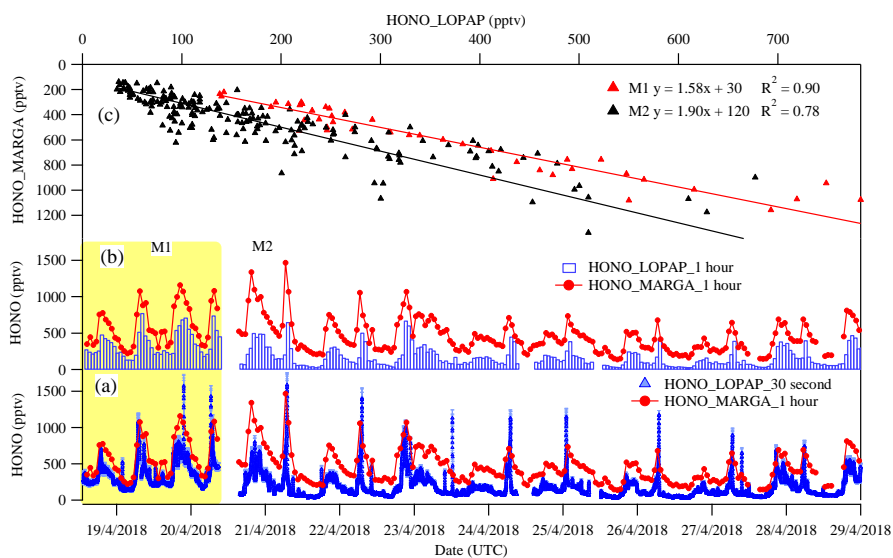 HONO_LOPAP (pptv)
0 100 200 300 400 500 600 700
0
200
400
600
800
1000
1200
HONO_MARGA (pptv)
(c)
M1 y = 1.58x + 30 R2 = 0.90
M2 y = 1.90x + 120 R2 = 0.78
(b) M1 M2
HONO_LOPAP_1 hour
HONO_MARGA_1 hour
1500
1000
500
0
HONO (pptv)
(a)
HONO_LOPAP_30 second
HONO_MARGA_1 hour
1500
1000
500
0
HONO (pptv)
19/4/2018 20/4/2018 21/4/2018 22/4/2018 23/4/2018 24/4/2018 25/4/2018 26/4/2018 27/4/2018 28/4/2018 29/4/2018
Date (UTC)